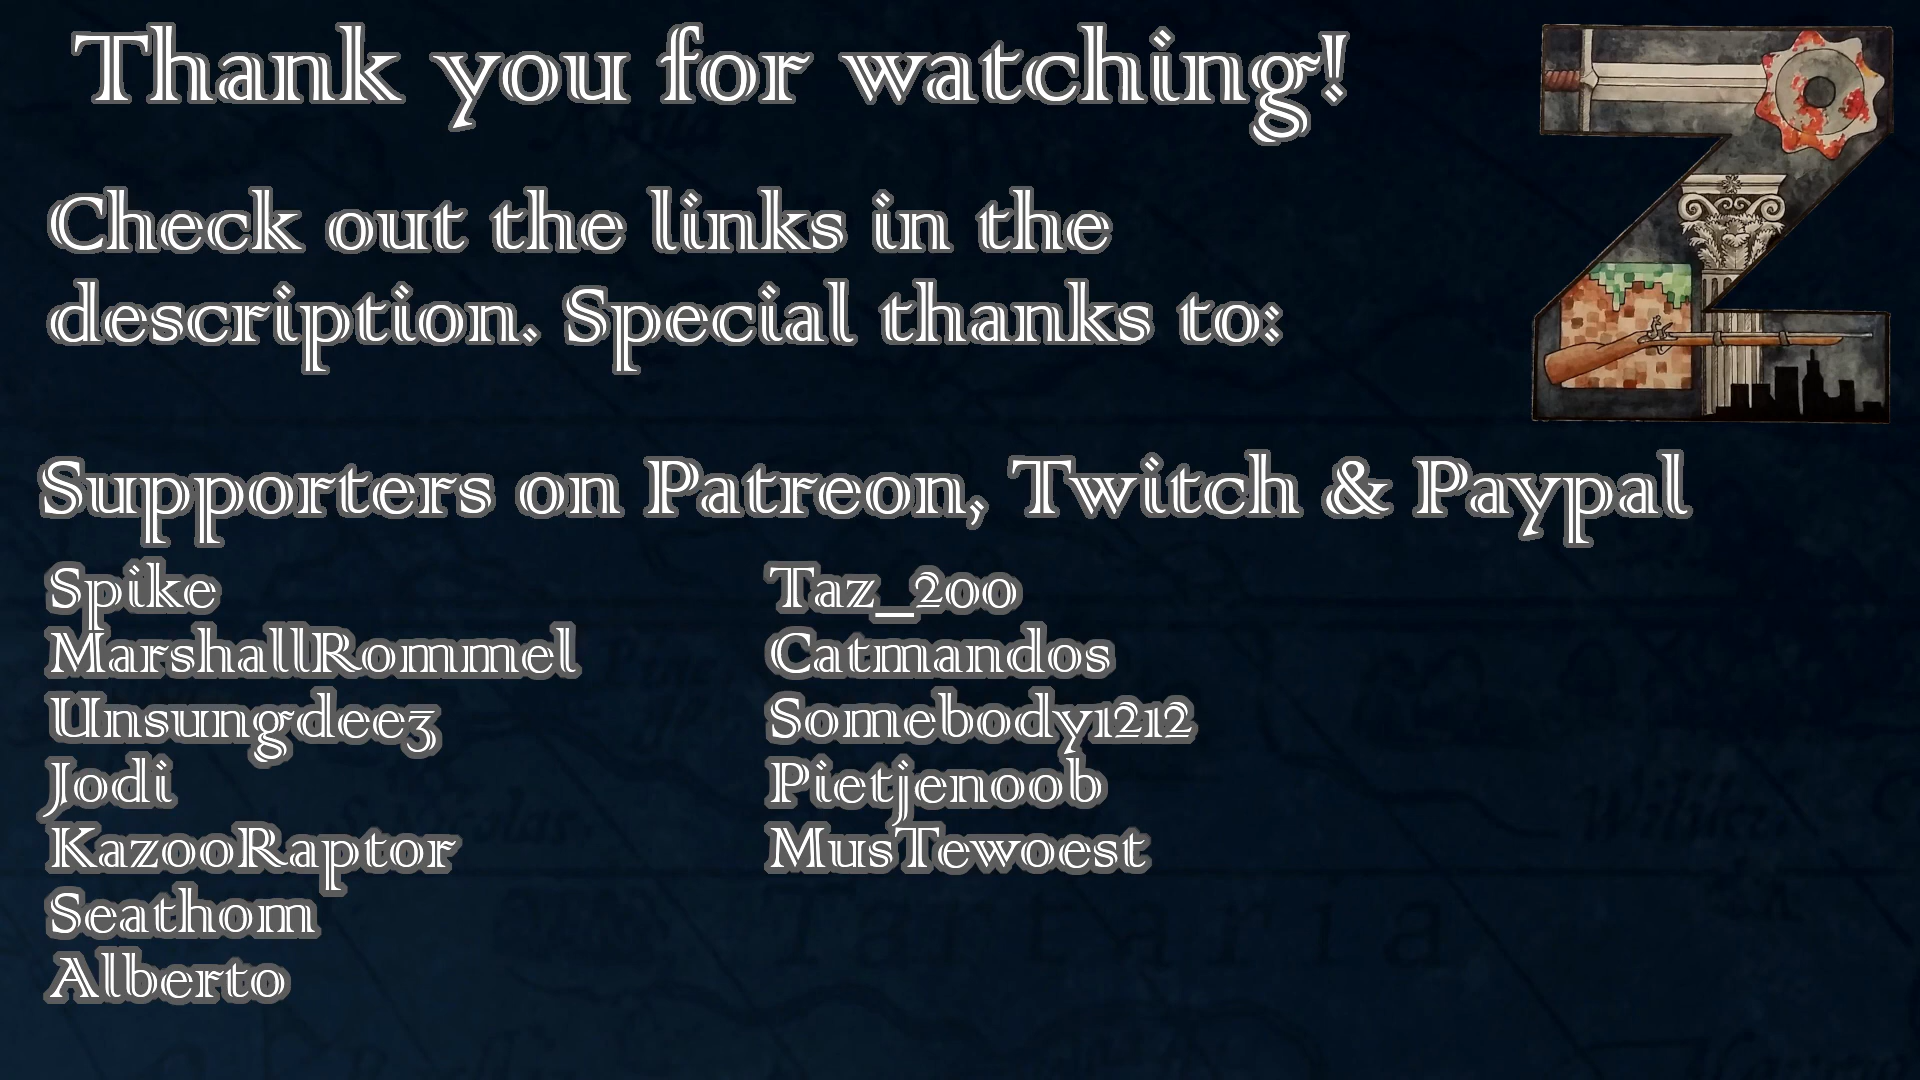 Thank you for watching!
Check out the links in the
description. Special thanks to:
Supporters on Patreon, Twitch & Paypal
Spike
MarshallRommel
Unsungdee3
Jodi
KazooRaptor
Seathom
Alberto
Taz_200
Catmandos
Somebody1212
Pietjenoob
MusTewoest
Tartaria